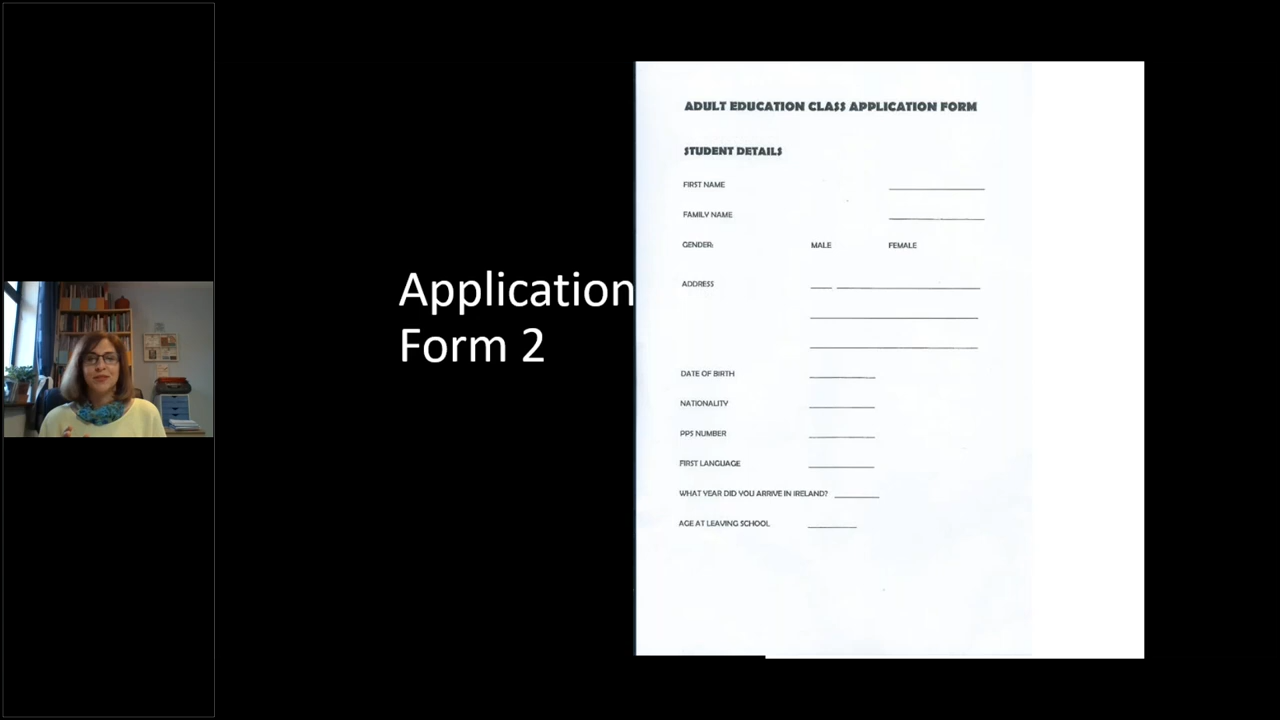 Application
Form 2
ADULT EDUCATION CLASS APPLICATION FORM
STUDENT DETAILS
FIRST NAME
FAMILY NAME
GENDER: MALE FEMALE
ADDRESS
DATE OF BIRTH
NATIONALITY
PPS NUMBER
FIRST LANGUAGE
WHAT YEAR DID YOU ARRIVE IN IRELAND?
AGE AT LEAVING SCHOOL